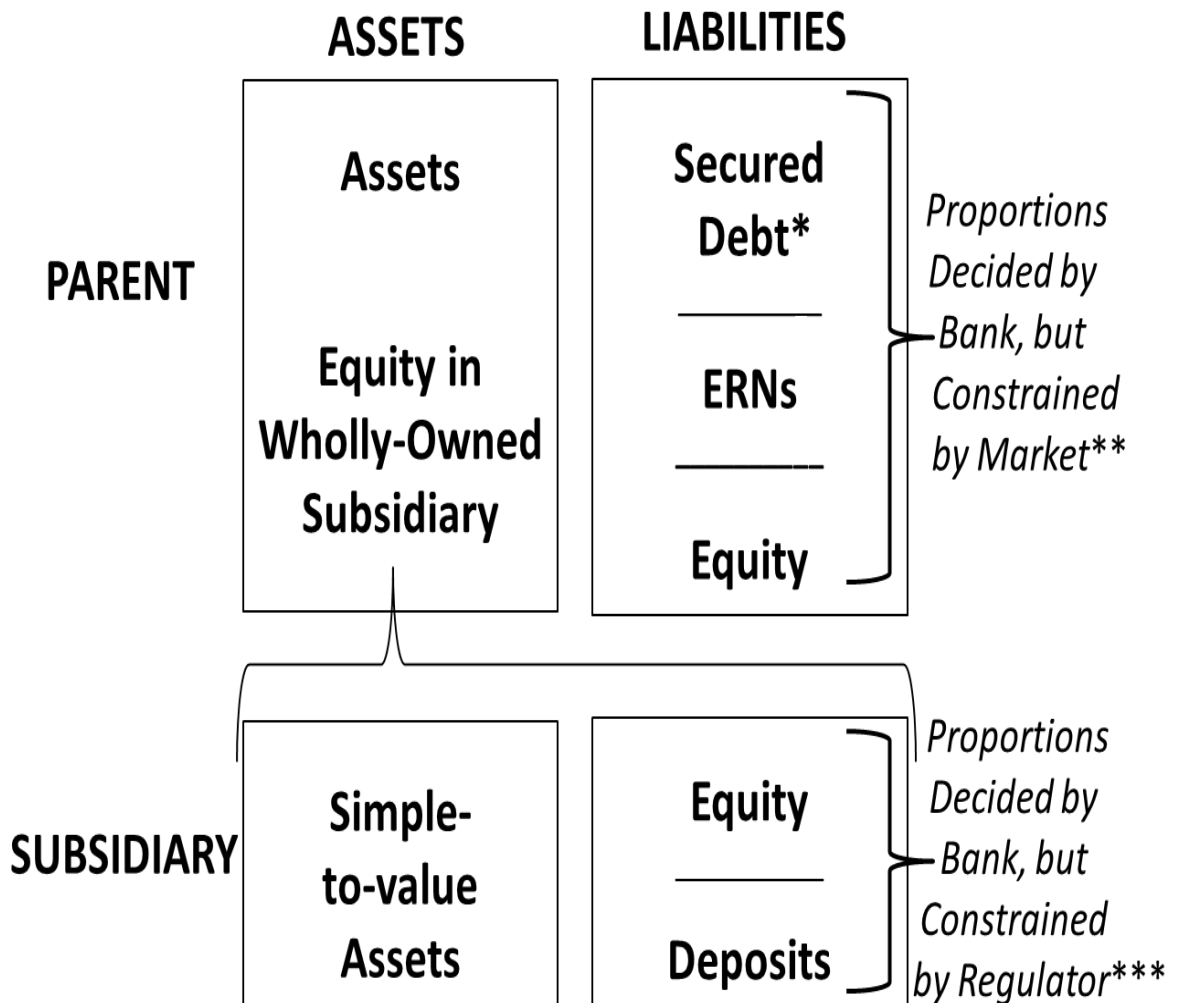 ASSETS
LIABILITIES
PARENT
Assets
Equity in
Wholly-Owned
Subsidiary
Secured
Debt*
ERNs
Equity
Proportions
Decided by
Bank, but
Constrained
by Market**
SUBSIDIARY
Simple-
to-value
Assets
Equity
Deposits
Proportions
Decided by
Bank, but
Constrained
by Regulator***